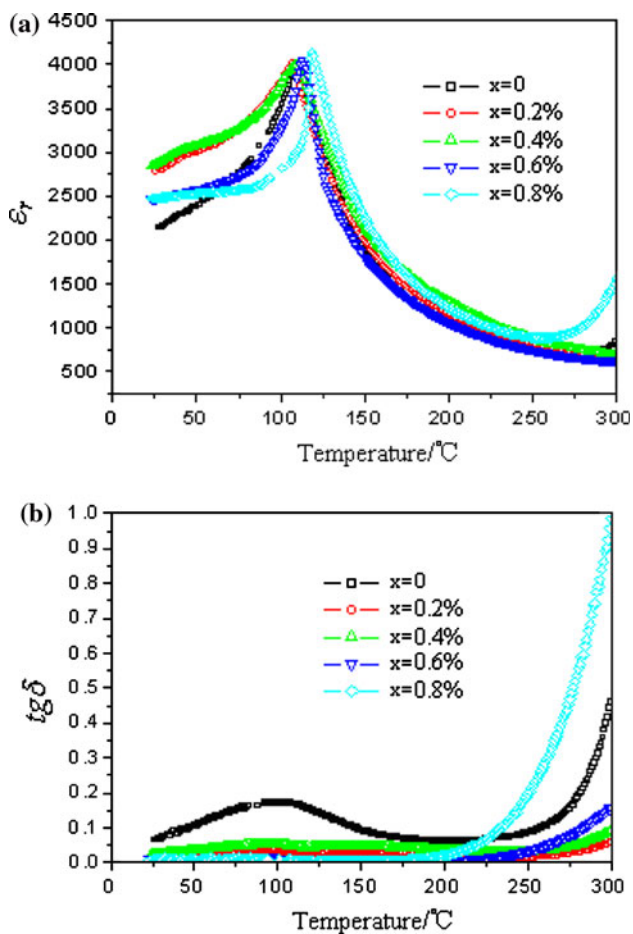 (a)
4500
4000
3500
3000
2500
2000
1500
1000
500
εr
x=0
x=0.2%
x=0.4%
x=0.6%
x=0.8%
0 50 100 150 200 250 300
Temperature/℃
(b)
1.0
0.9
0.8
0.7
0.6
0.5
0.4
0.3
0.2
0.1
0.0
tgδ
x=0
x=0.2%
x=0.4%
x=0.6%
x=0.8%
0 50 100 150 200 250 300
Temperature/℃